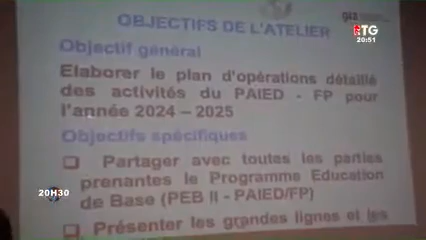 OBJECTIFS DE L'ATELIER
giz
RTG
20:51
Objectif général
Elaborer le plan d'opérations détaillé
des activités du PAIED - FP pour
l'année 2024 – 2025
Objectifs spécifiques
❑ Partager avec toutes les parties
prenantes le Programme Education
de Base (PEB II - PAIED/FP)
❑ Présenter les grandes lignes et les
20H30